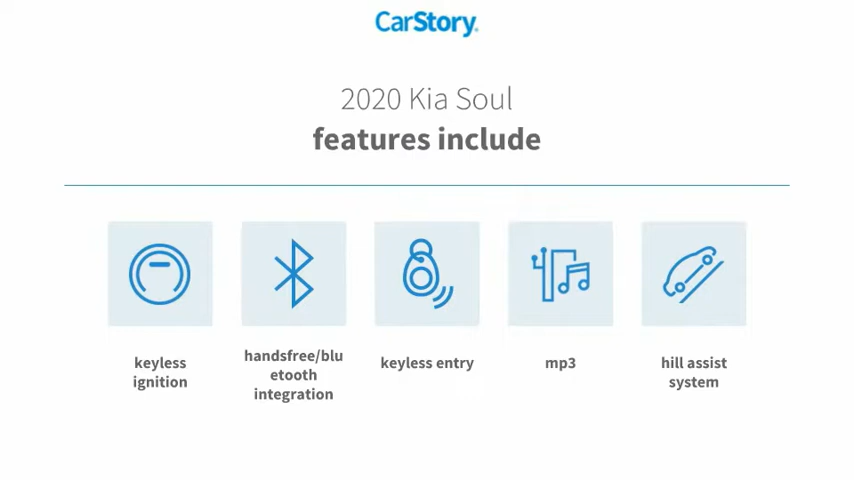 CarStory.
2020 Kia Soul
features include
keyless
ignition
handsfree/blu
etooth
integration
keyless entry
mp3
hill assist
system